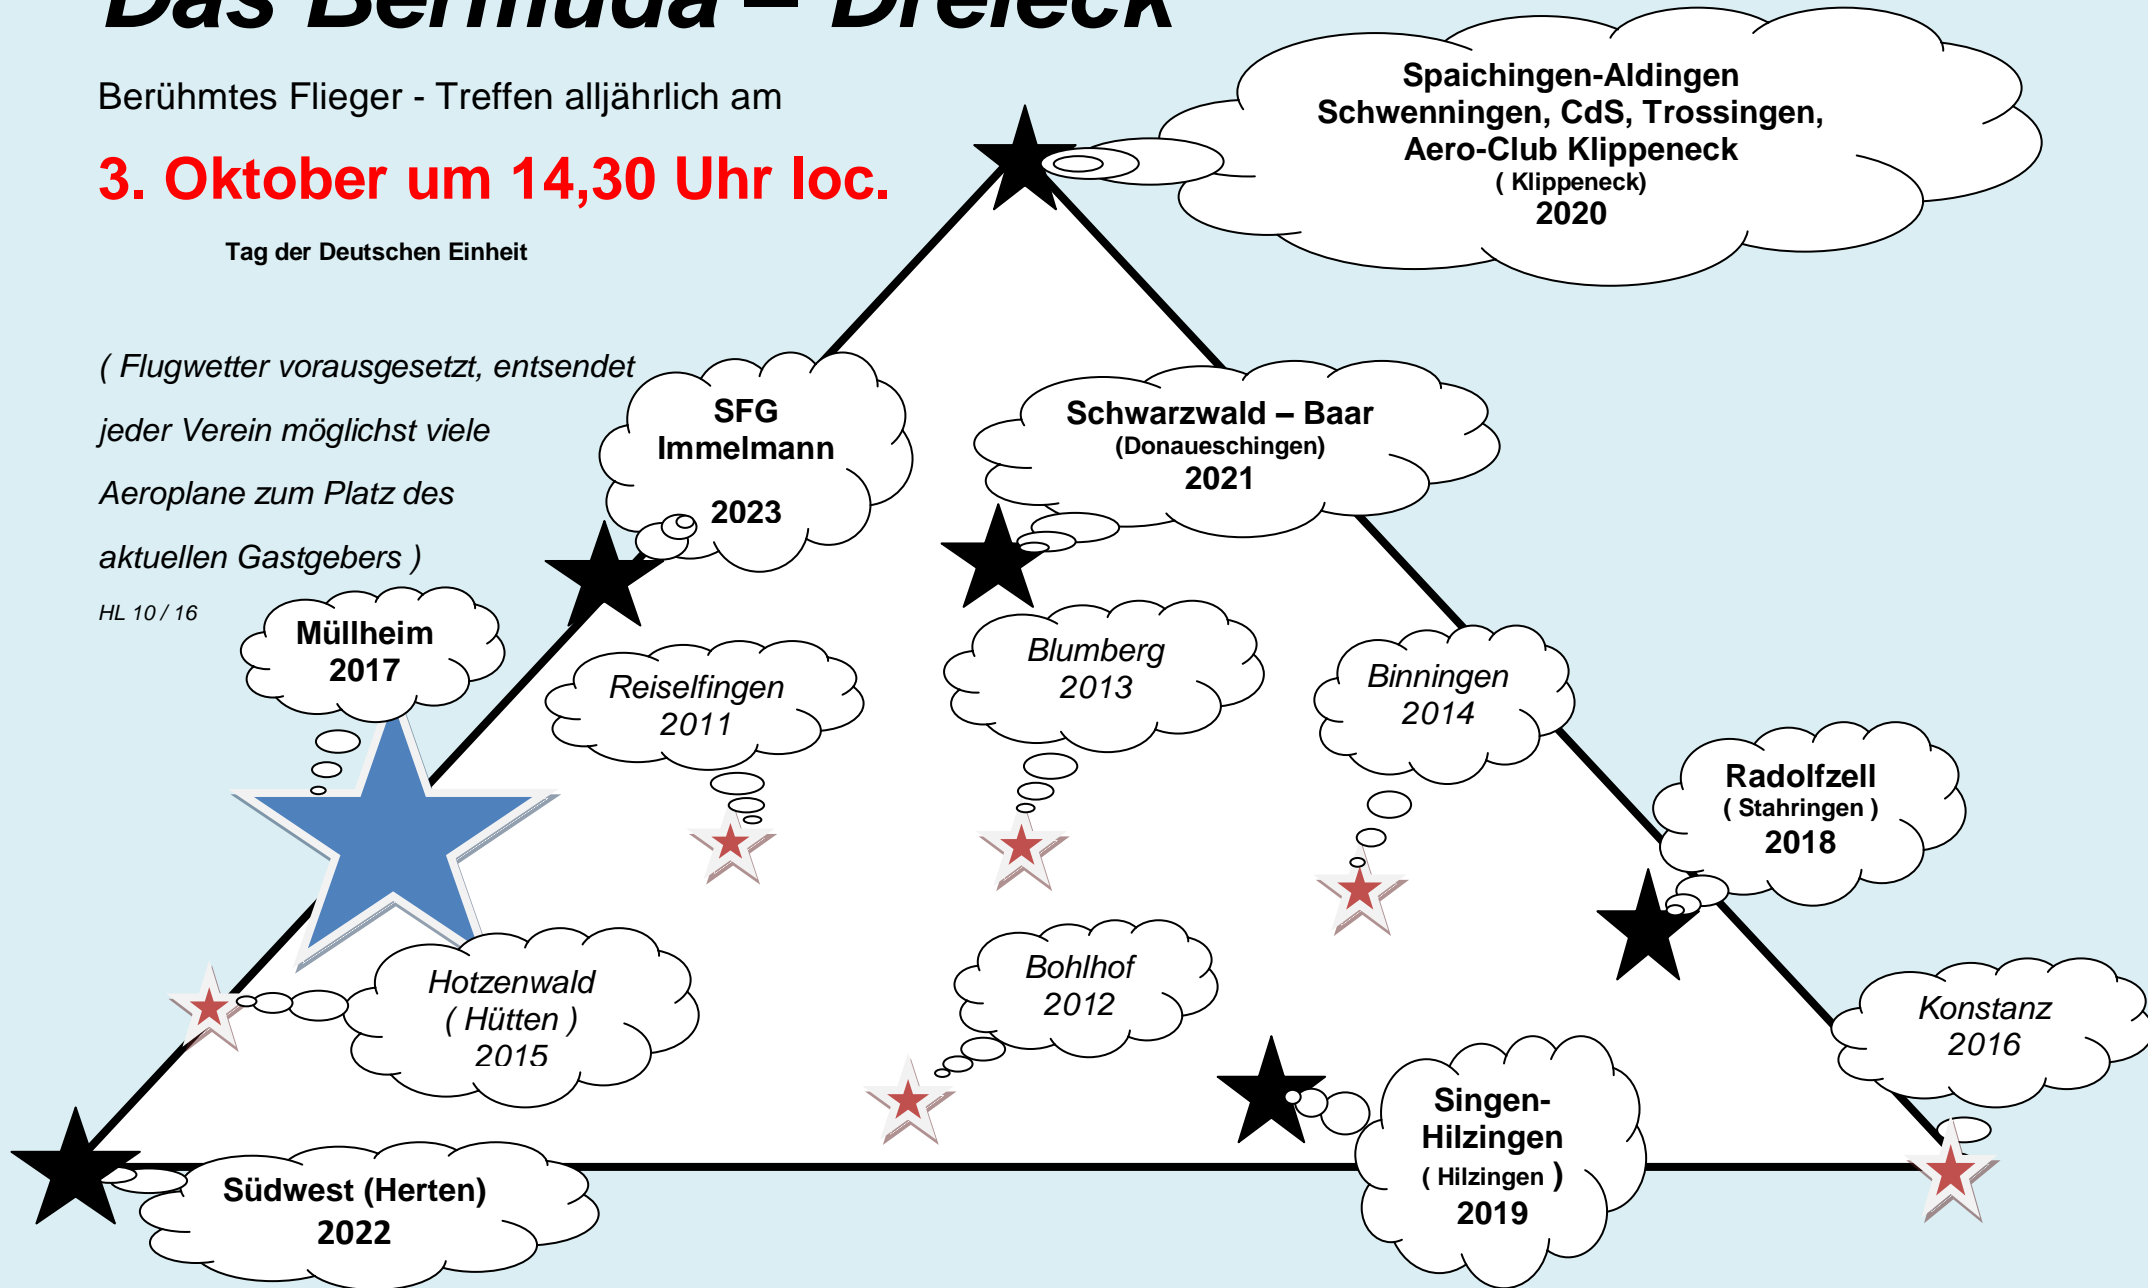 Das Bermuda – Dreieck
Berühmtes Flieger - Treffen alljährlich am
3. Oktober um 14,30 Uhr loc.
Tag der Deutschen Einheit
( Flugwetter vorausgesetzt, entsendet
jeder Verein möglichst viele
Aeroplane zum Platz des
aktuellen Gastgebers )
HL 10 / 16
Spaichingen-Aldingen
Schwenningen, CdS, Trossingen,
Aero-Club Klippeneck
( Klippeneck)
2020
SFG
Immelmann
2023
Schwarzwald – Baar
(Donaueschingen)
2021
Müllheim
2017
Reiselfingen
2011
Blumberg
2013
Binningen
2014
Radolfzell
( Stahringen )
2018
Hotzenwald
( Hütten )
2015
Bohlhof
2012
Konstanz
2016
Singen-
Hilzingen
( Hilzingen )
2019
Südwest (Herten)
2022